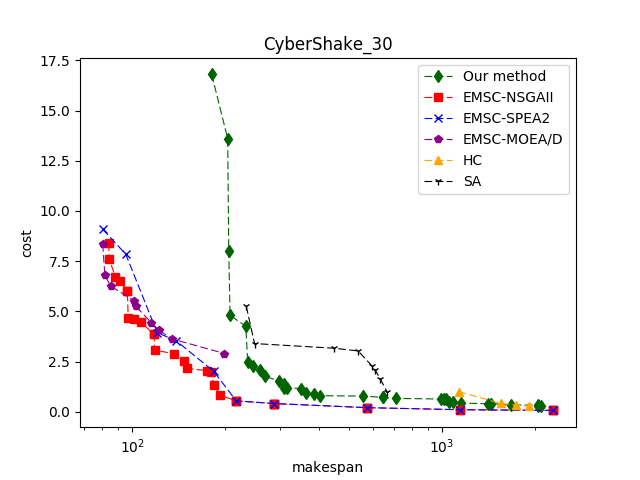 CyberShake_30
17.5
15.0
12.5
10.0
7.5
5.0
2.5
0.0
cost
Our method
EMSC-NSGAII
EMSC-SPEA2
EMSC-MOEA/D
HC
SA
10²
10³
makespan